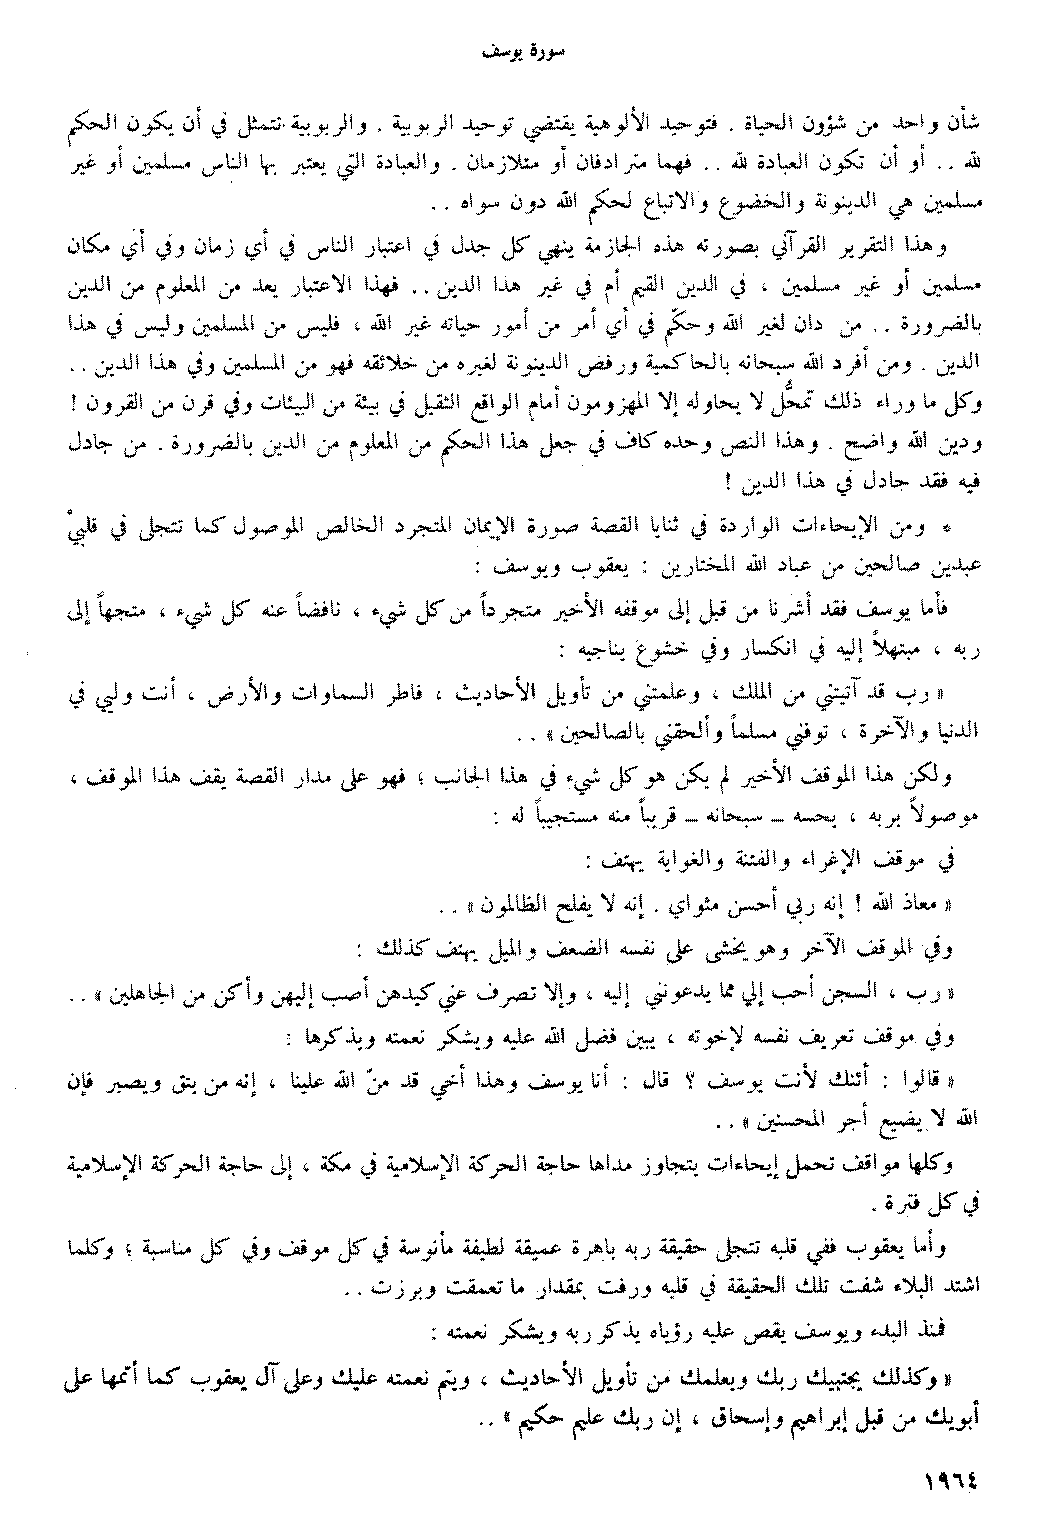 سورة يوسف
شأن واحد من شؤون الحياة . فتوحيد الألوهية يقتضي توحيد الربوبية . والربوبية تتمثل في أن يكون الحكم
لله .. أو أن تكون العبادة لله .. فهما مترادفان أو متلازمان . والعبادة التي يعتبر بها الناس مسلمين أو غير
مسلمين هي الدينونة والخضوع والاتباع لحكم الله دون سواه ..
وهذا التقرير القرآني بصورته هذه الجازمة ينهي كل جدل في اعتبار الناس في أي زمان وفي أي مكان
مسلمين أو غير مسلمين ، في الدين القيم أم في غير هذا الدين .. فهذا الاعتبار يعد من المعلوم من الدين
بالضرورة .. من دان لغير الله وحكّم في أي أمر من أمور حياته غير الله ، فليس من المسلمين وليس في هذا
الدين . ومن أفرد الله سبحانه بالحاكمية ورفض الدينونة لغيره من خلائقه فهو من المسلمين وفي هذا الدين ..
وكل ما وراء ذلك تمحُّل لا يحاوله إلا المهزومون أمام الواقع الثقيل في بيئة من البيئات وفي قرن من القرون !
ودين الله واضح . وهذا النص وحده كاف في جعل هذا الحكم من المعلوم من الدين بالضرورة . من جادل
فيه فقد جادل في هذا الدين !
* ومن الإيحاءات الواردة في ثنايا القصة صورة الإيمان المتجرد الخالص الموصول كما تتجلى في قلبيْ
عبدين صالحين من عباد الله المختارين : يعقوب ويوسف :
فأما يوسف فقد أشرنا من قبل إلى موقفه الأخير متجرداً من كل شيء ، نافضاً عنه كل شيء ، متجهاً إلى
ربه ، مبتهلاً إليه في انكسار وفي خشوع يناجيه :
« رب قد آتيتني من الملك ، وعلمتني من تأويل الأحاديث ، فاطر السماوات والأرض ، أنت وليي في
الدنيا والآخرة ، توفني مسلماً وألحقني بالصالحين » ..
ولكن هذا الموقف الأخير لم يكن هو كل شيء في هذا الجانب ؛ فهو على مدار القصة يقف هذا الموقف ،
موصولاً بربه ، يحسه – سبحانه – قريباً منه مستجيباً له :
في موقف الإغراء والفتنة والغواية يهتف :
« معاذ الله ! إنه ربي أحسن مثواي . إنه لا يفلح الظالمون » ..
وفي الموقف الآخر وهو يخشى على نفسه الضعف والميل يهتف كذلك :
« رب ، السجن أحب إلي مما يدعونني إليه ، وإلا تصرف عني كيدهن أصب إليهن وأكن من الجاهلين » ..
وفي موقف تعريف نفسه لإخوته ، يبين فضل الله عليه ويشكر نعمته ويذكرها :
« قالوا : أئنك لأنت يوسف ؟ قال : أنا يوسف وهذا أخي قد منّ الله علينا ، إنه من يتق ويصبر فإن
الله لا يضيع أجر المحسنين » ..
وكلها مواقف تحمل إيحاءات يتجاوز مداها حاجة الحركة الإسلامية في مكة ، إلى حاجة الحركة الإسلامية
في كل فترة .
وأما يعقوب ففي قلبه تتجلى حقيقة ربه باهرة عميقة لطيفة مأنوسة في كل موقف وفي كل مناسبة ؛ وكلما
اشتد البلاء شفت تلك الحقيقة في قلبه ورفت بمقدار ما تعمقت وبرزت ..
فمنذ البدء ويوسف يقص عليه رؤياه يذكر ربه ويشكر نعمته :
« وكذلك يجتبيك ربك ويعلمك من تأويل الأحاديث ، ويتم نعمته عليك وعلى آل يعقوب كما أتمها على
أبويك من قبل إبراهيم وإسحاق ، إن ربك عليم حكيم » ..
١٩٦٤